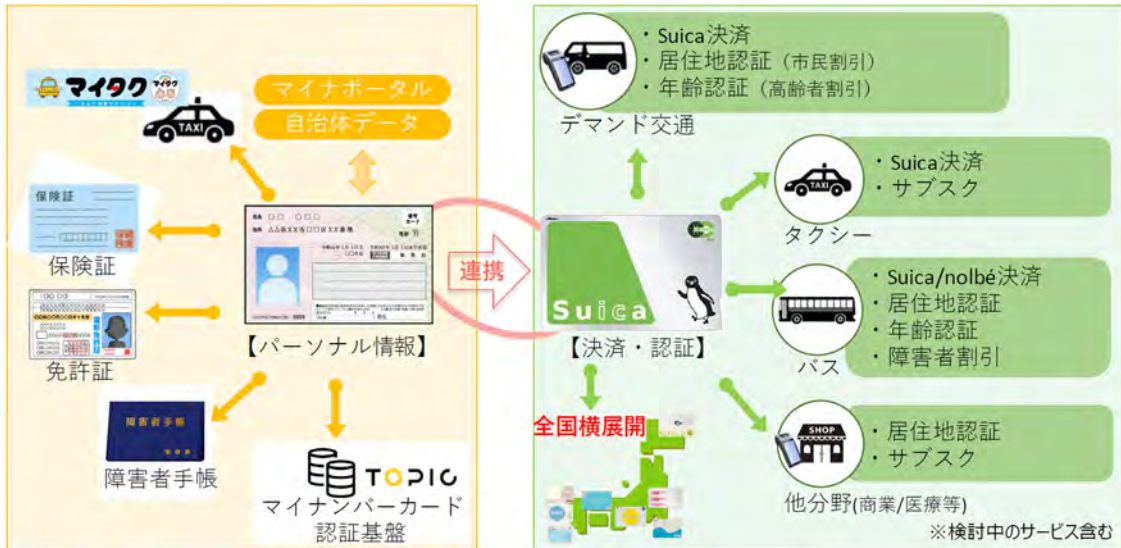 マイタク
TAXI
マイナポータル
自治体データ
保険証
保険証
免許証
障害者手帳
障害者手帳
【パーソナル情報】
TOPIC
マイナンバーカード
認証基盤
連携
Suica
【決済・認証】
全国横展開
・Suica決済
・居住地認証（市民割引）
・年齢認証（高齢者割引）
デマンド交通
TAXI
・Suica決済
・サブスク
タクシー
・Suica/nolbé決済
・居住地認証
・年齢認証
・障害者割引
バス
SHOP
・居住地認証
・サブスク
他分野(商業/医療等)
※検討中のサービス含む